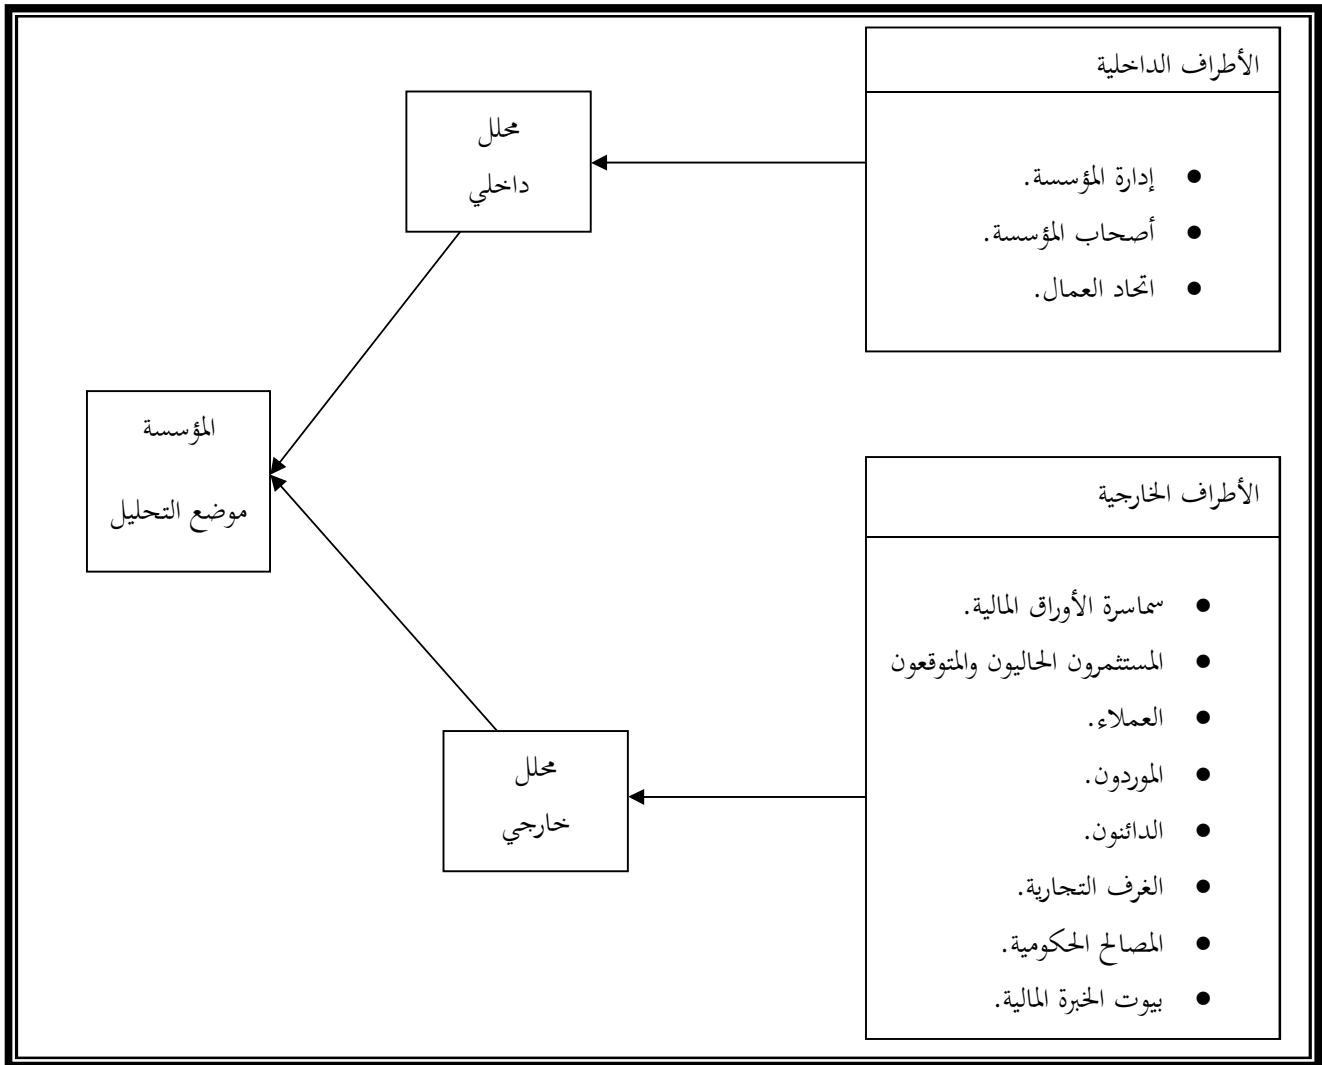 الأطراف الداخلية
● إدارة المؤسسة.
● أصحاب المؤسسة.
● اتحاد العمال.
محلل
داخلي
المؤسسة
موضع التحليل
الأطراف الخارجية
● سماسرة الأوراق المالية.
● المستثمرون الحاليون والمتوقعون
● العملاء.
● الموردون.
● الدائنون.
● الغرف التجارية.
● المصالح الحكومية.
● بيوت الخبرة المالية.
محلل
خارجي